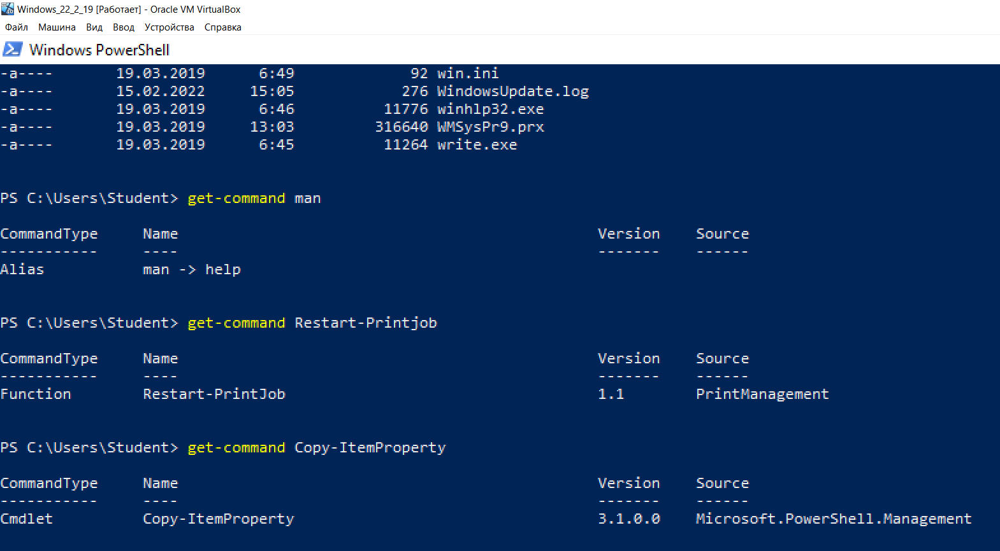 Windows_22_2_19 [Работает] - Oracle VM VirtualBox
Файл Машина Вид Ввод Устройства Справка
Windows PowerShell
-a---- 19.03.2019 6:49 92 win.ini
-a---- 15.02.2022 15:05 276 WindowsUpdate.log
-a---- 19.03.2019 6:46 11776 winhlp32.exe
-a---- 19.03.2019 13:03 316640 WMSysPr9.prx
-a---- 19.03.2019 6:45 11264 write.exe
PS C:\Users\Student> get-command man
CommandType Name Version Source
----------- ---- ------- ------
Alias man -> help
PS C:\Users\Student> get-command Restart-Printjob
CommandType Name Version Source
----------- ---- ------- ------
Function Restart-PrintJob 1.1 PrintManagement
PS C:\Users\Student> get-command Copy-ItemProperty
CommandType Name Version Source
----------- ---- ------- ------
Cmdlet Copy-ItemProperty 3.1.0.0 Microsoft.PowerShell.Management